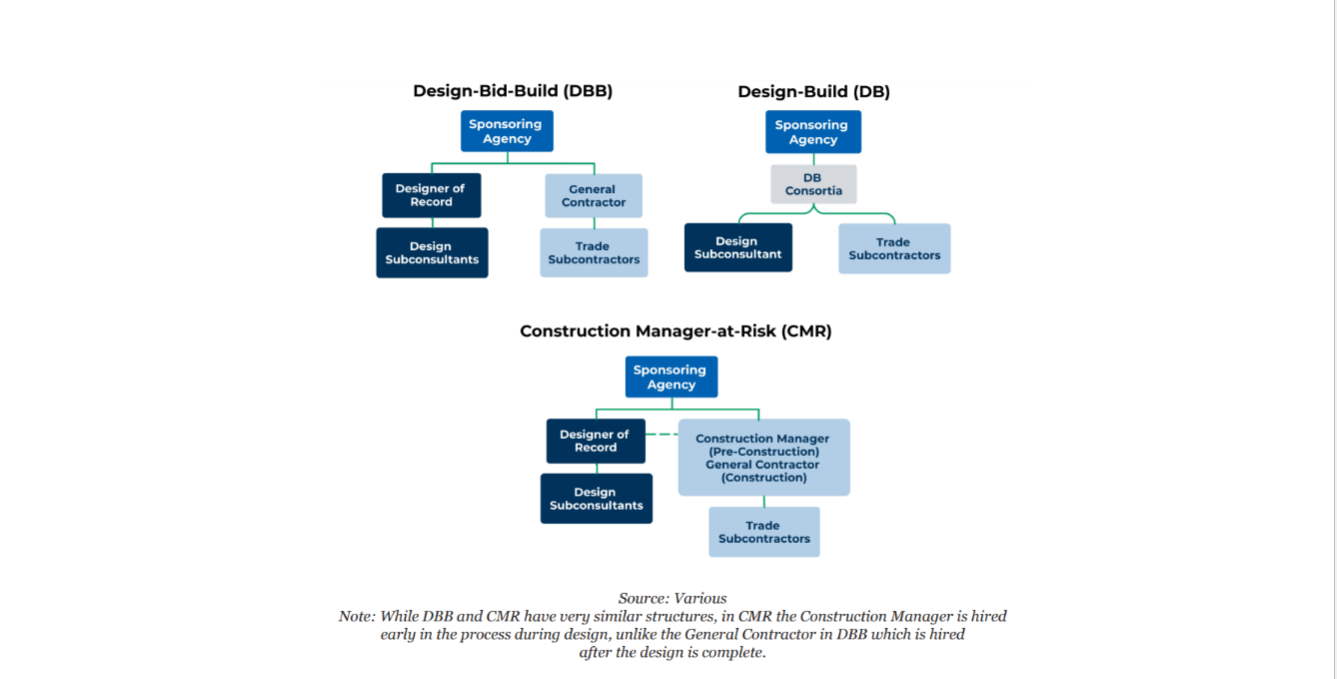 Design-Bid-Build (DBB)
Sponsoring
Agency
Designer of
Record
General
Contractor
Design
Subconsultants
Trade
Subcontractors
Design-Build (DB)
Sponsoring
Agency
DB
Consortia
Design
Subconsultant
Trade
Subcontractors
Construction Manager-at-Risk (CMR)
Sponsoring
Agency
Designer of
Record
Construction Manager
(Pre-Construction)
General Contractor
(Construction)
Design
Subconsultants
Trade
Subcontractors
Source: Various
Note: While DBB and CMR have very similar structures, in CMR the Construction Manager is hired
early in the process during design, unlike the General Contractor in DBB which is hired
after the design is complete.